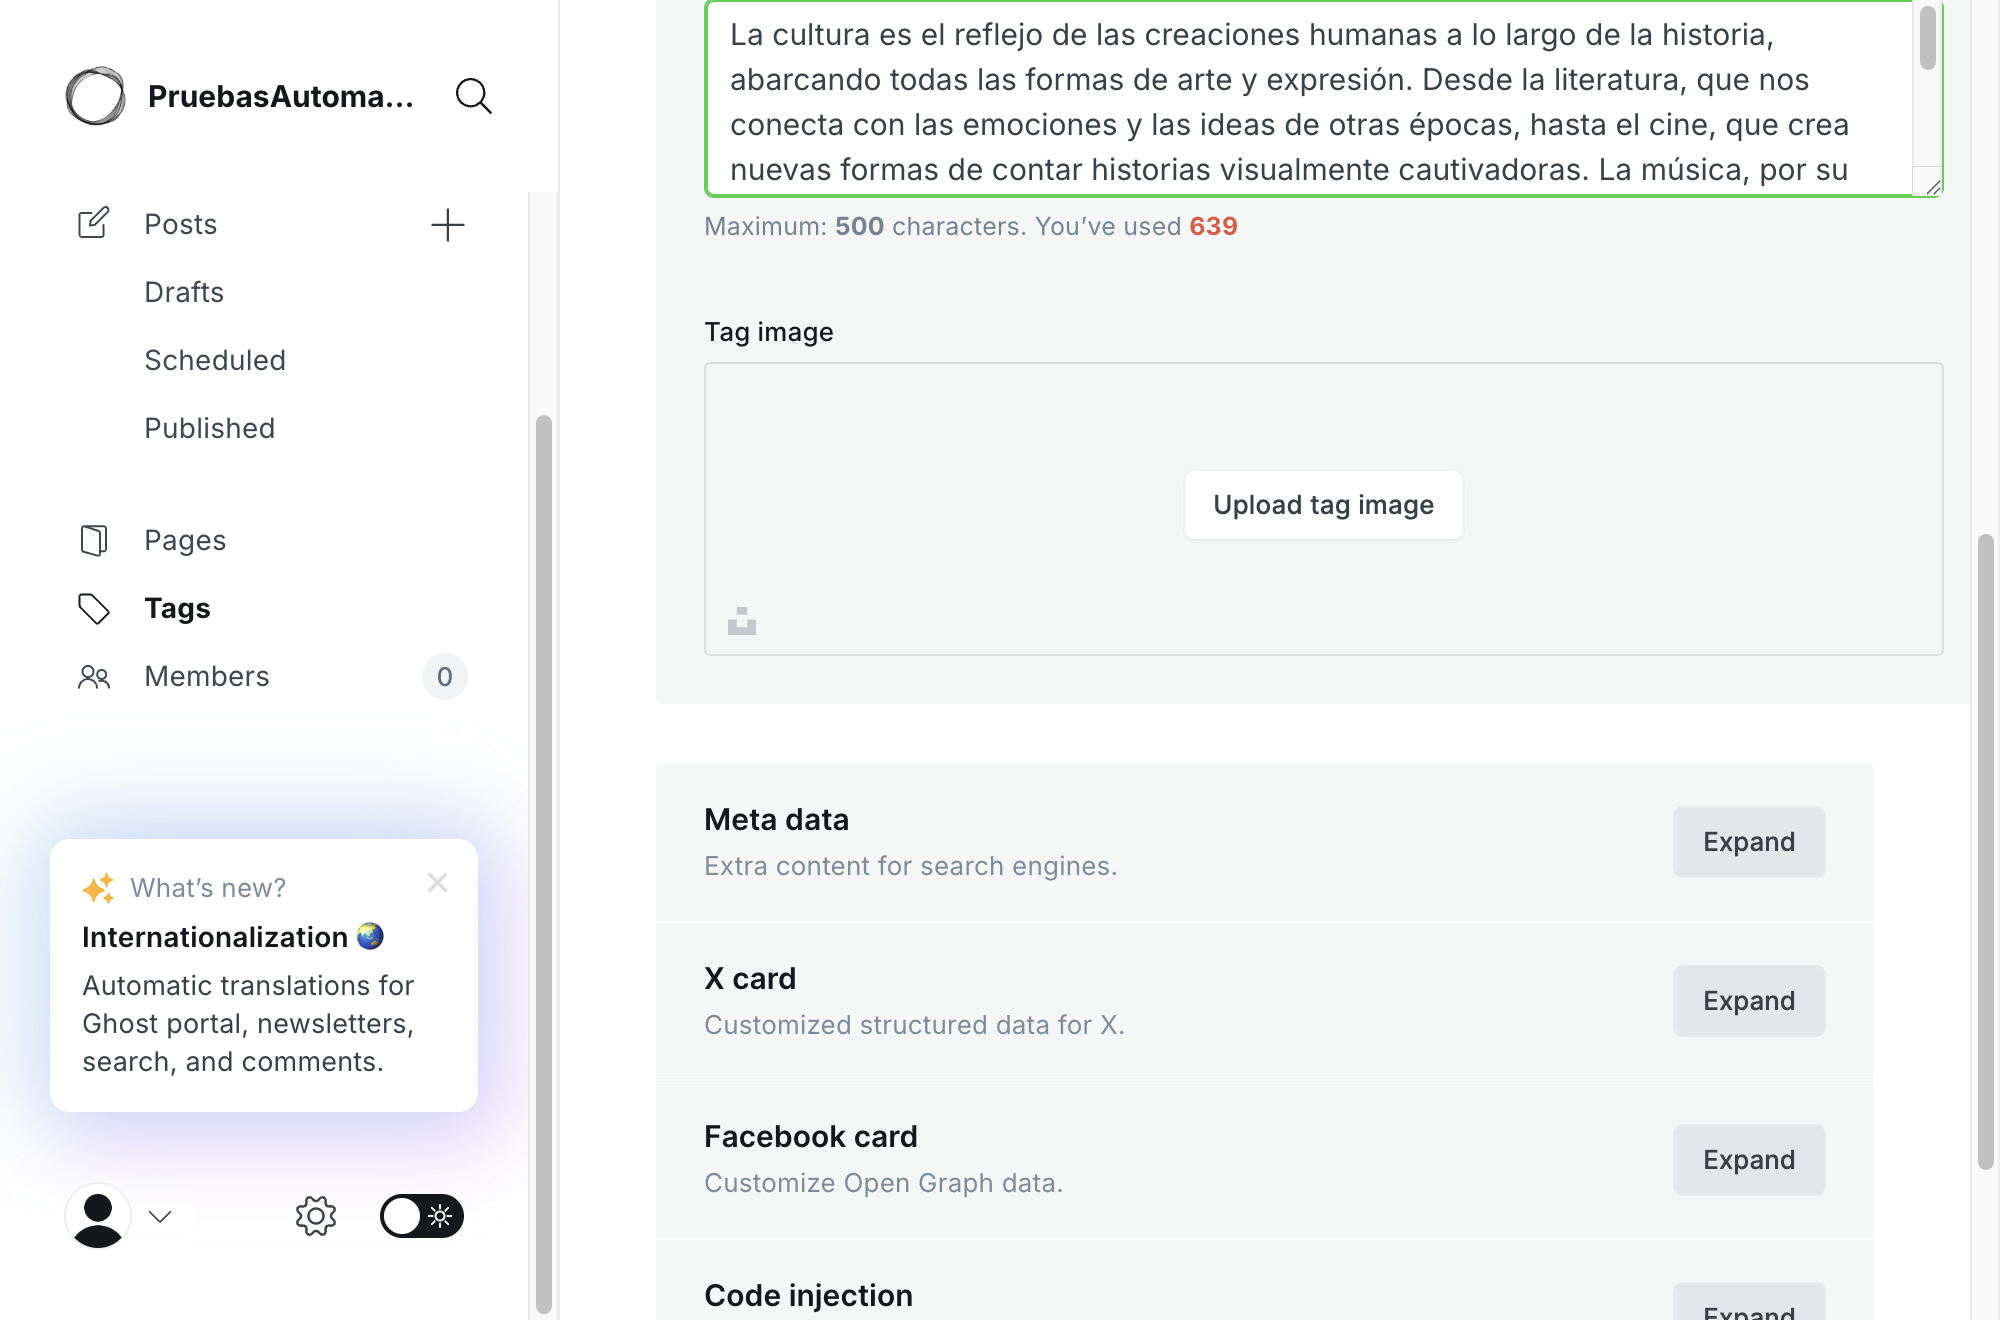 PruebasAutoma...
Posts
Drafts
Scheduled
Published
Pages
Tags
Members
0
What's new?
Internationalization
Automatic translations for
Ghost portal, newsletters,
search, and comments.
La cultura es el reflejo de las creaciones humanas a lo largo de la historia,
abarcando todas las formas de arte y expresión. Desde la literatura, que nos
conecta con las emociones y las ideas de otras épocas, hasta el cine, que crea
nuevas formas de contar historias visualmente cautivadoras. La música, por su
Maximum: 500 characters. You've used 639
Tag image
Upload tag image
Meta data
Extra content for search engines.
Expand
X card
Customized structured data for X.
Expand
Facebook card
Customize Open Graph data.
Expand
Code injection
Expand